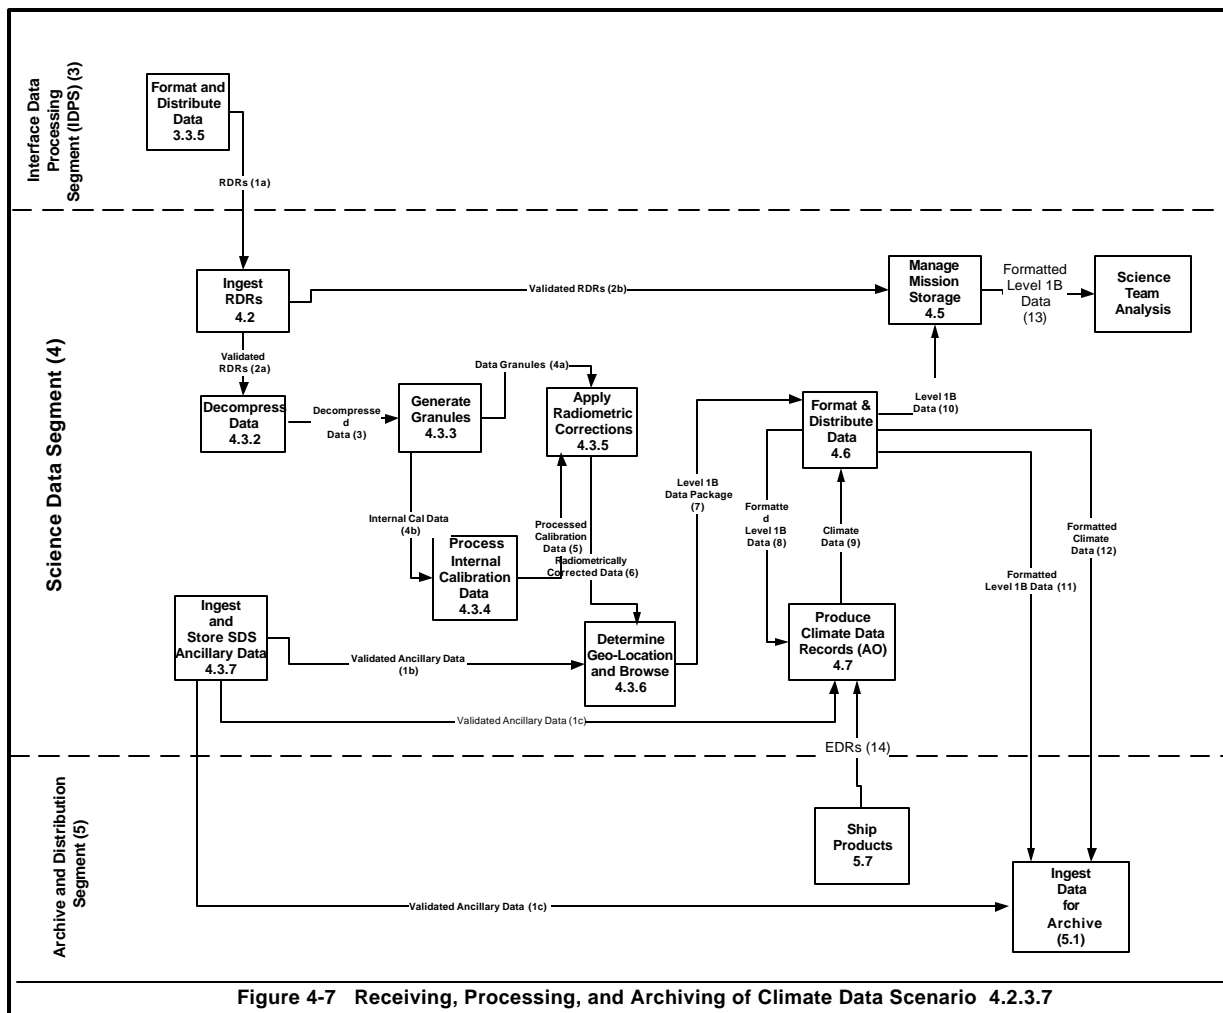 Interface Data
Processing
Segment (IDPS) (3)
Format and
Distribute
Data
3.3.5
RDRs (1a)
Science Data Segment (4)
Ingest
RDRs
4.2
Validated RDRs (2b)
Manage
Mission
Storage
4.5
Formatted
Level 1B
Data
(13)
Science
Team
Analysis
Validated
RDRs (2a)
Decompress
Data
4.3.2
Decompresse
d
Data (3)
Generate
Granules
4.3.3
Data Granules (4a)
Apply
Radiometric
Corrections
4.3.5
Format &
Distribute
Data
4.6
Level 1B
Data (10)
Internal Cal Data
(4b)
Process
Internal
Calibration
Data
4.3.4
Processed
Calibration
Data (5)
Radiometrically
Corrected Data (6)
Level 1B
Data Package
(7)
Formatte
d
Level 1B
Data (8)
Climate
Data (9)
Formatted
Climate
Data (12)
Formatted
Level 1B Data (11)
Ingest
and
Store SDS
Ancillary Data
4.3.7
Validated Ancillary Data
(1b)
Determine
Geo-Location
and Browse
4.3.6
Produce
Climate Data
Records (AO)
4.7
Validated Ancillary Data (1c)
EDRs (14)
Archive and Distribution
Segment (5)
Ship
Products
5.7
Validated Ancillary Data (1c)
Ingest
Data
for
Archive
(5.1)
Figure 4-7 Receiving, Processing, and Archiving of Climate Data Scenario 4.2.3.7